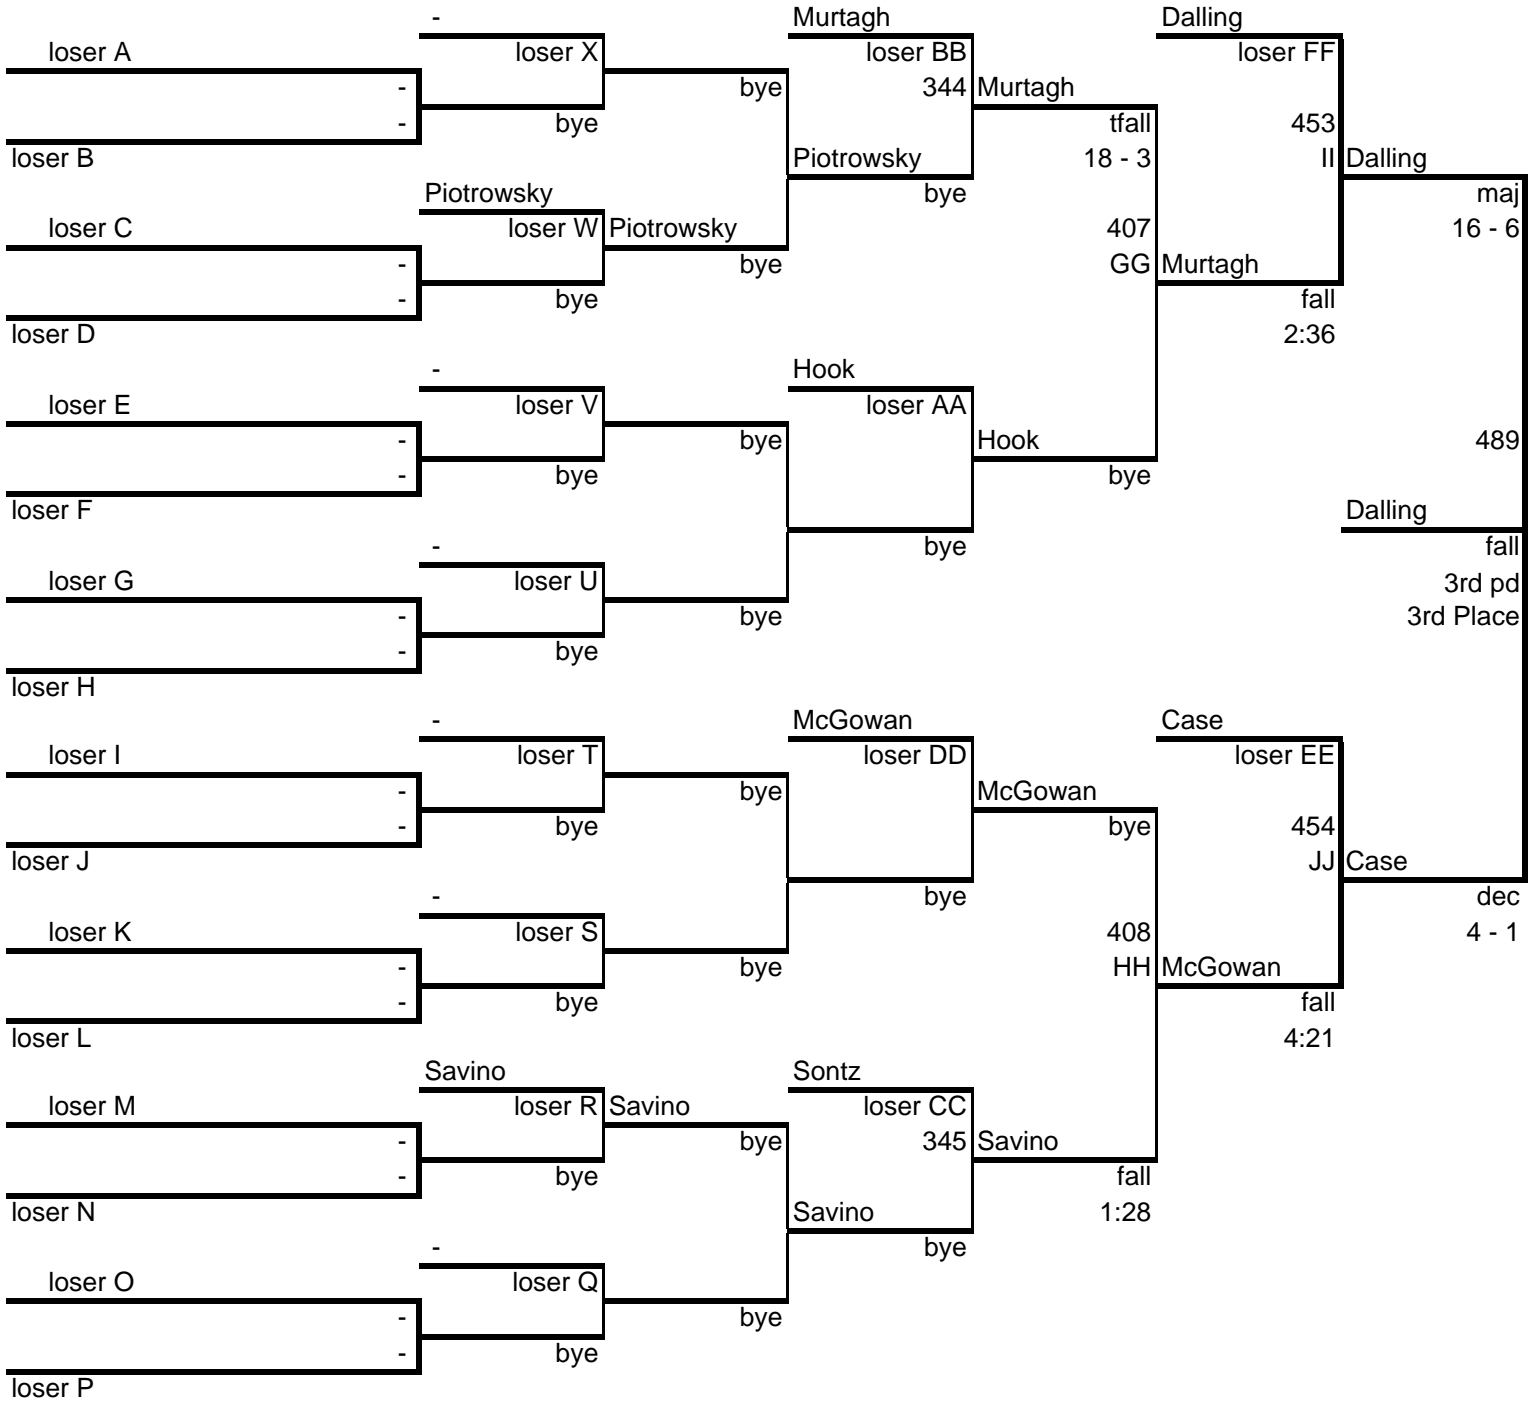 -
Murtagh
Dalling
loser A
loser X
loser BB
loser FF
-
bye
344
Murtagh
-
bye
tfall
453
loser B
Piotrowsky
18 - 3
II
Dalling
Piotrowsky
bye
maj
loser C
loser W
Piotrowsky
407
16 - 6
-
bye
GG
Murtagh
-
bye
fall
loser D
2:36
-
Hook
loser E
loser V
loser AA
-
bye
Hook
489
-
bye
bye
loser F
Dalling
-
bye
fall
loser G
loser U
3rd pd
-
bye
3rd Place
-
bye
loser H
-
McGowan
Case
loser I
loser T
loser DD
loser EE
-
bye
McGowan
-
bye
bye
454
loser J
JJ
Case
-
bye
dec
loser K
loser S
408
4 - 1
-
bye
HH
McGowan
-
bye
fall
loser L
4:21
Savino
Sontz
loser M
loser R
Savino
loser CC
-
bye
345
Savino
-
bye
fall
loser N
Savino
1:28
-
bye
loser O
loser Q
-
bye
-
bye
loser P